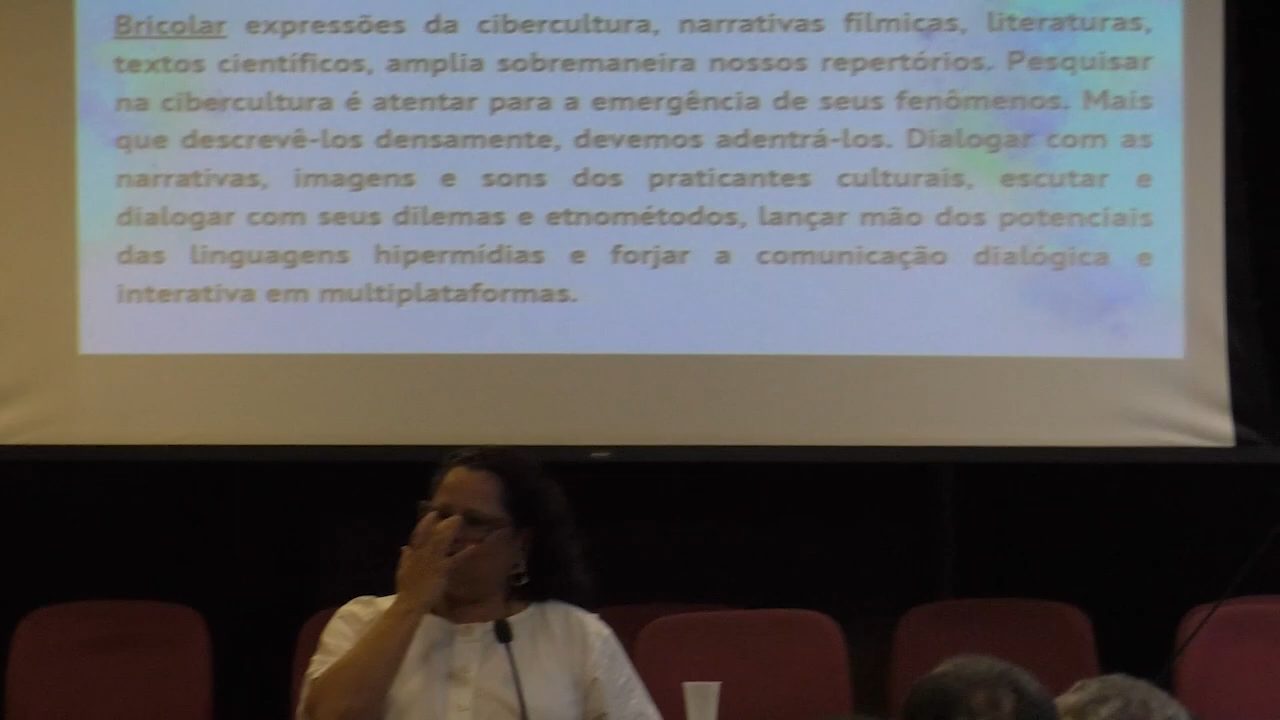 Bricolar expressões da cibercultura, narrativas fílmicas, literaturas,
textos científicos, amplia sobremaneira nossos repertórios. Pesquisar
na cibercultura é atentar para a emergência de seus fenômenos. Mais
que descrevê-los densamente, devemos adentrá-los. Dialogar com as
narrativas, imagens e sons dos praticantes culturais, escutar e
dialogar com seus dilemas e etnométodos, lançar mão dos potenciais
das linguagens hipermídias e forjar a comunicação dialógica e
interativa em multiplataformas.